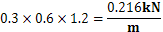 0.3 × 0.6 × 1.2 = 0.216kN/m